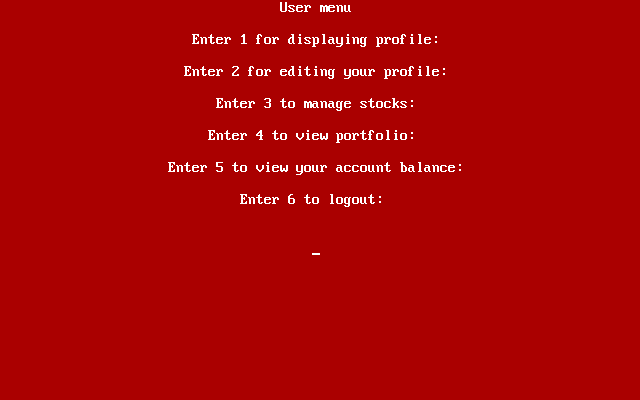 User menu
Enter 1 for displaying profile:
Enter 2 for editing your profile:
Enter 3 to manage stocks:
Enter 4 to view portfolio:
Enter 5 to view your account balance:
Enter 6 to logout: